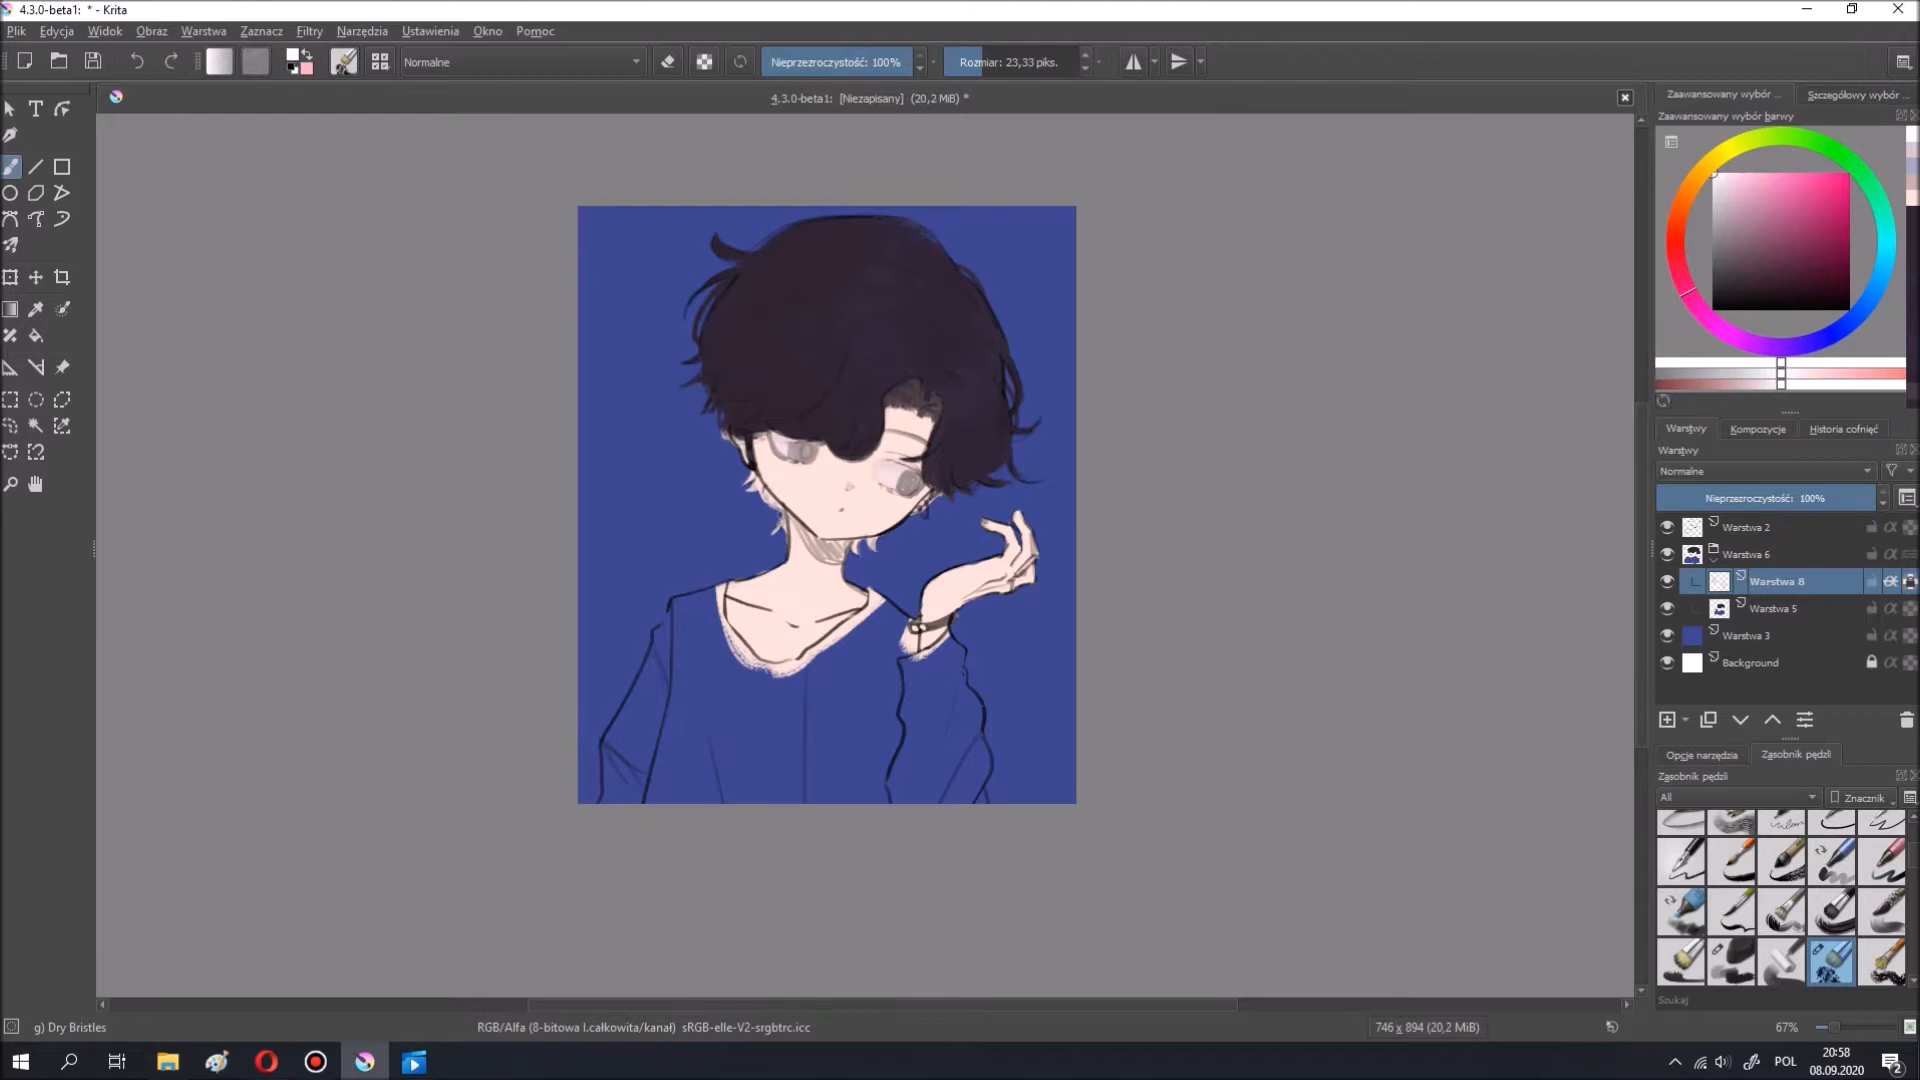 4.3.0-beta1:  * - Krita
Plik Edycja Widok Obraz Warstwa Zaznacz Filtry Narzędzia Ustawienia Okno Pomoc
Normalne Nieprzezroczystość: 100% Rozmiar: 23,33 piks.
4.3.0-beta1:  [Niezapisany]  (20,2 MiB) *
Zaawansowany wybór ... Szczegółowy wybór ...
Zaawansowany wybór barwy
Warstwy Kompozycje Historia cofnięć
Warstwy
Normalne
Nieprzezroczystość:  100%
Warstwa 2
Warstwa 6
Warstwa 8
Warstwa 5
Warstwa 3
Background
Opcje narzędzia Zasobnik pędzli
Zasobnik pędzli
All Znacznik
Szukaj
g) Dry Bristles RGB/Alfa (8-bitowa l.całkowita/kanał)  sRGB-elle-V2-srgbtrc.icc 746 x 894 (20,2 MiB) 67%
POL 20:58
08.09.2020 2